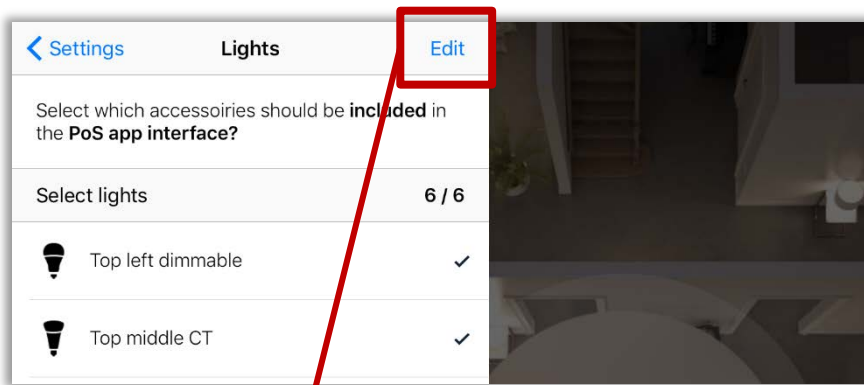 Settings
Lights
Edit
Select which accessoiries should be included in
the PoS app interface?
Select lights
6 / 6
Top left dimmable
Top middle CT